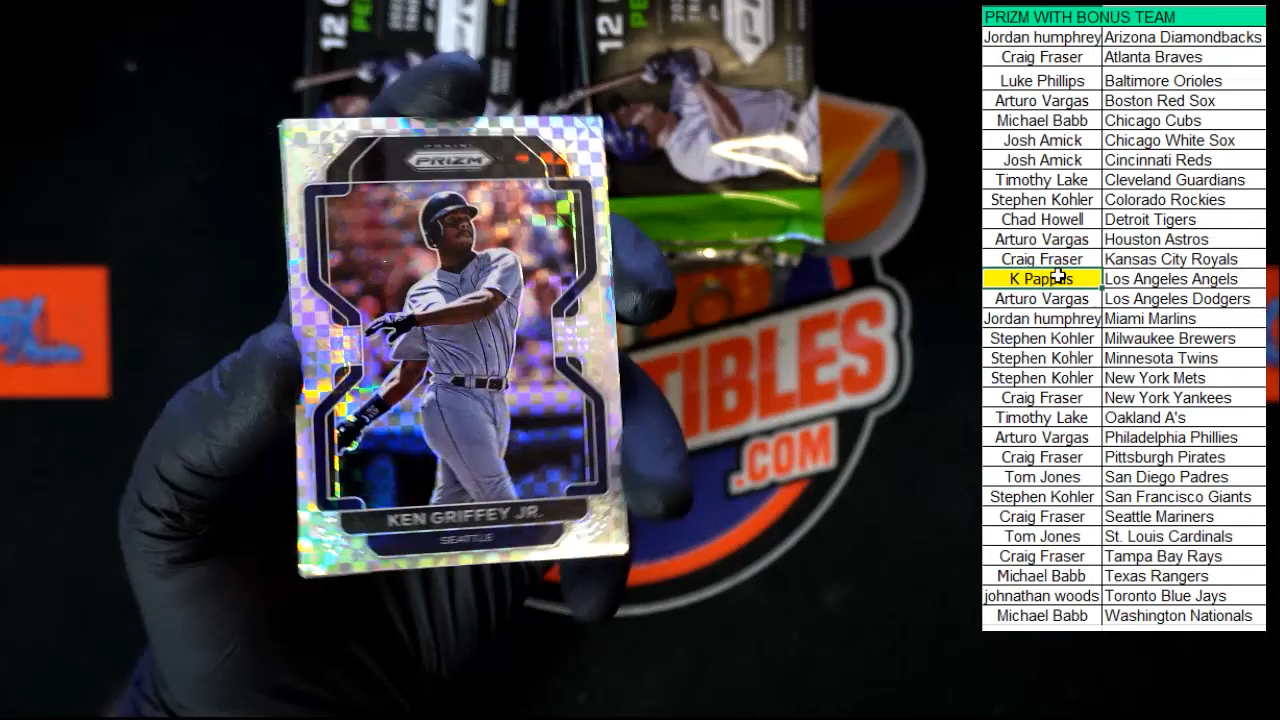 12
PE
12
PE
PANINI
PRIZM
KEN GRIFFEY JR.
SEATTLE
TIBLES
.COM
PRIZM WITH BONUS TEAM
Jordan humphrey Arizona Diamondbacks
Craig Fraser Atlanta Braves
Luke Phillips Baltimore Orioles
Arturo Vargas Boston Red Sox
Michael Babb Chicago Cubs
Josh Amick Chicago White Sox
Josh Amick Cincinnati Reds
Timothy Lake Cleveland Guardians
Stephen Kohler Colorado Rockies
Chad Howell Detroit Tigers
Arturo Vargas Houston Astros
Craig Fraser Kansas City Royals
K Los Angeles Angels
Arturo Vargas Los Angeles Dodgers
Jordan humphrey Miami Marlins
Stephen Kohler Milwaukee Brewers
Stephen Kohler Minnesota Twins
Stephen Kohler New York Mets
Craig Fraser New York Yankees
Timothy Lake Oakland A's
Arturo Vargas Philadelphia Phillies
Craig Fraser Pittsburgh Pirates
Tom Jones San Diego Padres
Stephen Kohler San Francisco Giants
Craig Fraser Seattle Mariners
Tom Jones St. Louis Cardinals
Craig Fraser Tampa Bay Rays
Michael Babb Texas Rangers
johnathan woods Toronto Blue Jays
Michael Babb Washington Nationals